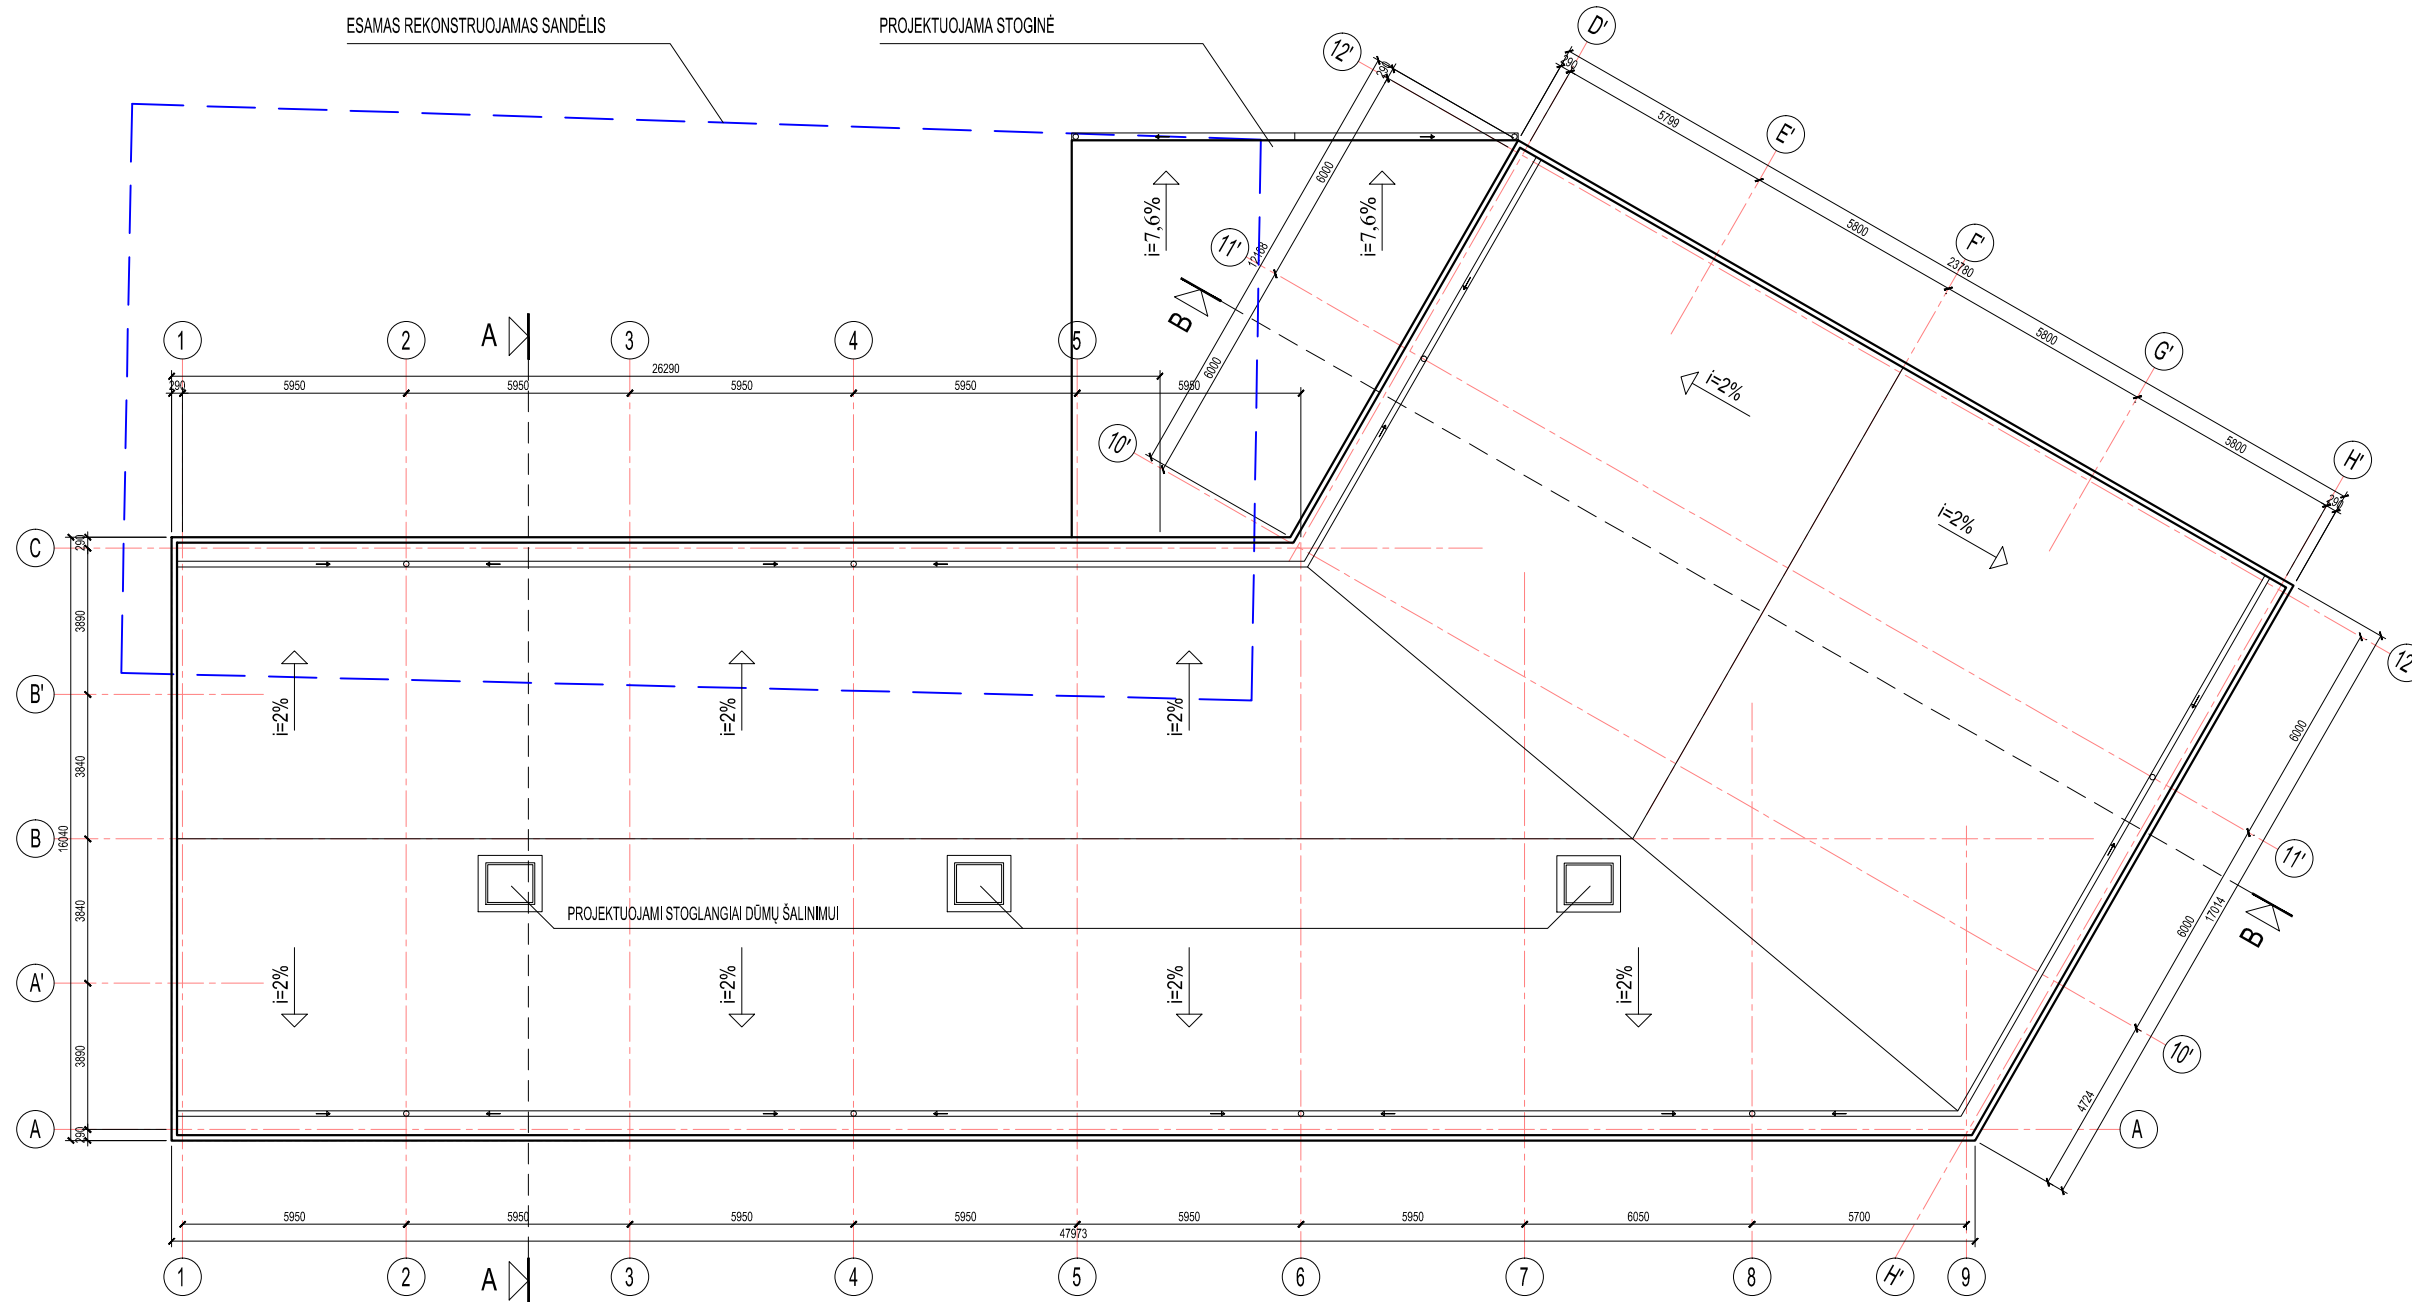 ESAMAS REKONSTRUOJAMAS SANDĖLIS
PROJEKTUOJAMA STOGINĖ
D'
12'
290
290
5799
E'
6000
i=7,6%
i=7,6%
11'
12108
5800
F'
23780
B
1
2
A
3
4
5
5800
G'
26290
6000
290
5950
5950
5950
5950
5950
i=2%
10'
5800
H'
290
i=2%
C
290
3890
12'
B'
i=2%
i=2%
i=2%
6000
3840
B
16040
11'
3840
PROJEKTUOJAMI STOGLANGIAI DŪMŲ ŠALINIMUI
17014
6000
B
A'
i=2%
i=2%
i=2%
i=2%
10'
3890
4724
A
290
A
5950
5950
5950
5950
5950
5950
6050
5700
47973
1
2
A
3
4
5
6
7
8
H'
9